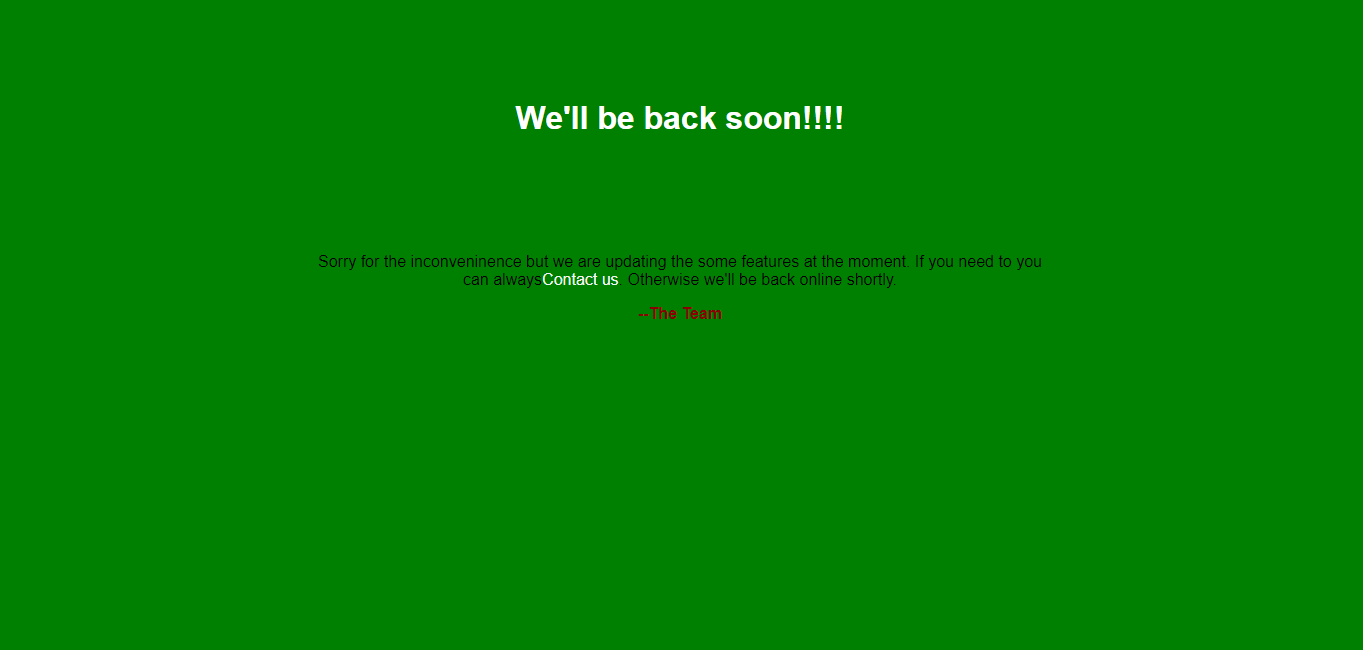 We'll be back soon!!!!
Sorry for the inconveninence but we are updating the some features at the moment. If you need to you
can alwaysContact us. Otherwise we'll be back online shortly.
--The Team